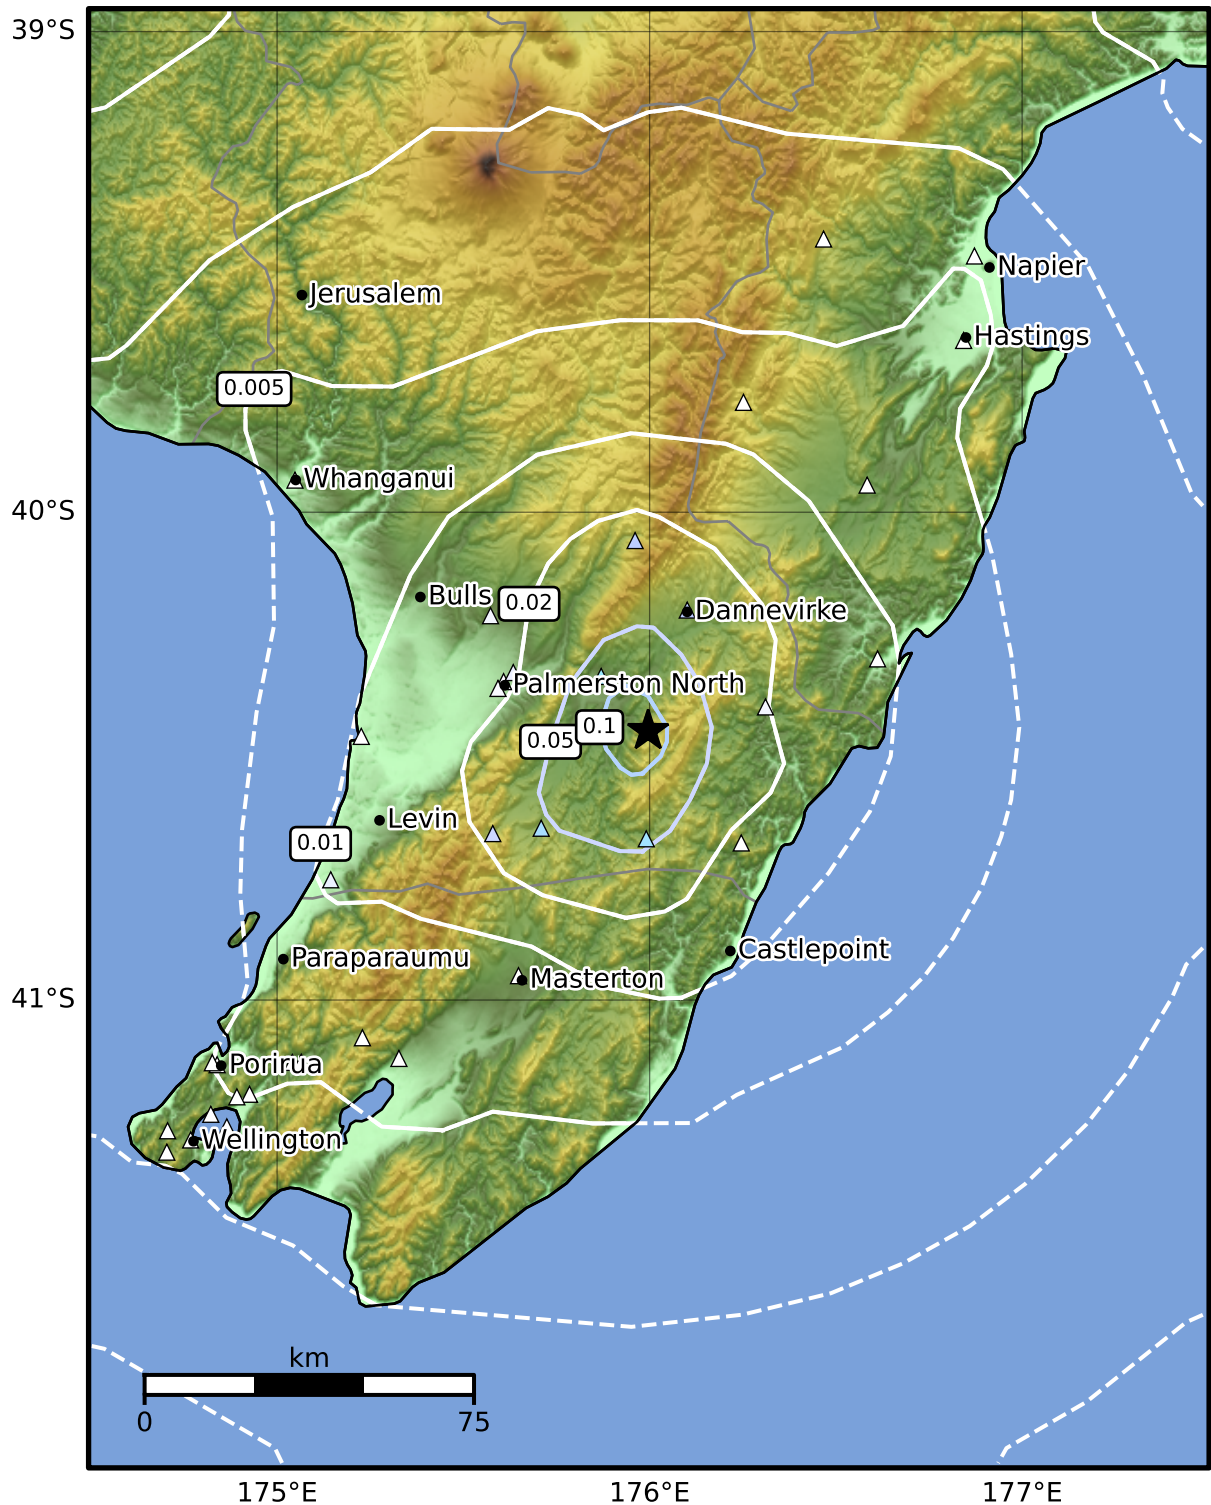 39°S
Napier
Jerusalem
Hastings
0.005
Whanganui
40°S
Bulls
0.02
Dannevirke
Palmerston North
0.05
0.1
Levin
0.01
Castlepoint
Paraparaumu
Masterton
41°S
Porirua
Wellington
km
0
75
175°E
176°E
177°E